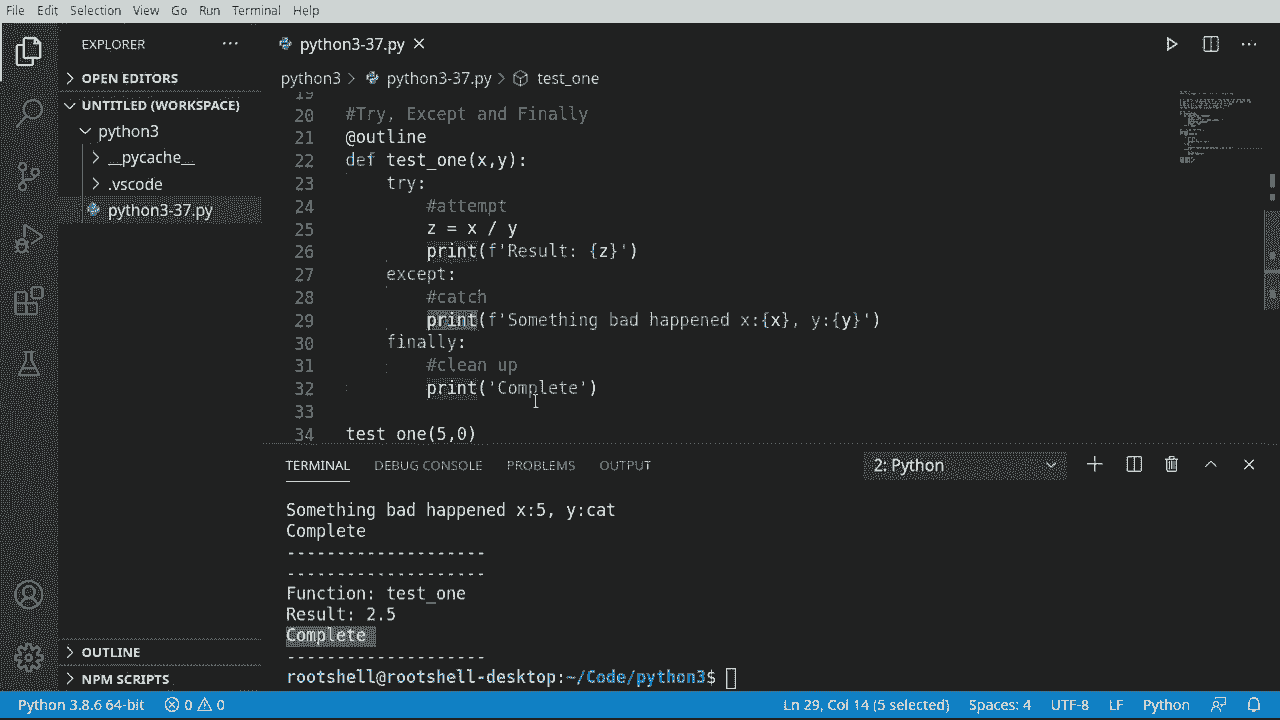 File Edit Selection View Go Run Terminal Help
EXPLORER
python3-37.py
OPEN EDITORS
UNTITLED (WORKSPACE)
python3
__pycache__
.vscode
python3-37.py
OUTLINE
NPM SCRIPTS
python3 > python3-37.py > test_one
19
20 #Try, Except and Finally
21 @outline
22 def test_one(x,y):
23 try:
24 #attempt
25 z = x / y
26 print(f'Result: {z}')
27 except:
28 #catch
29 print(f'Something bad happened x:{x}, y:{y}')
30 finally:
31 #clean up
32 print('Complete')
33
34 test_one(5,0)
TERMINAL DEBUG CONSOLE PROBLEMS OUTPUT 2: Python
Something bad happened x:5, y:cat
Complete
--------------------
--------------------
Function: test_one
Result: 2.5
Complete
--------------------
rootshell@rootshell-desktop:~/Code/python3$
Python 3.8.6 64-bit 0 0 Ln 29, Col 14 (5 selected) Spaces: 4 UTF-8 LF Python